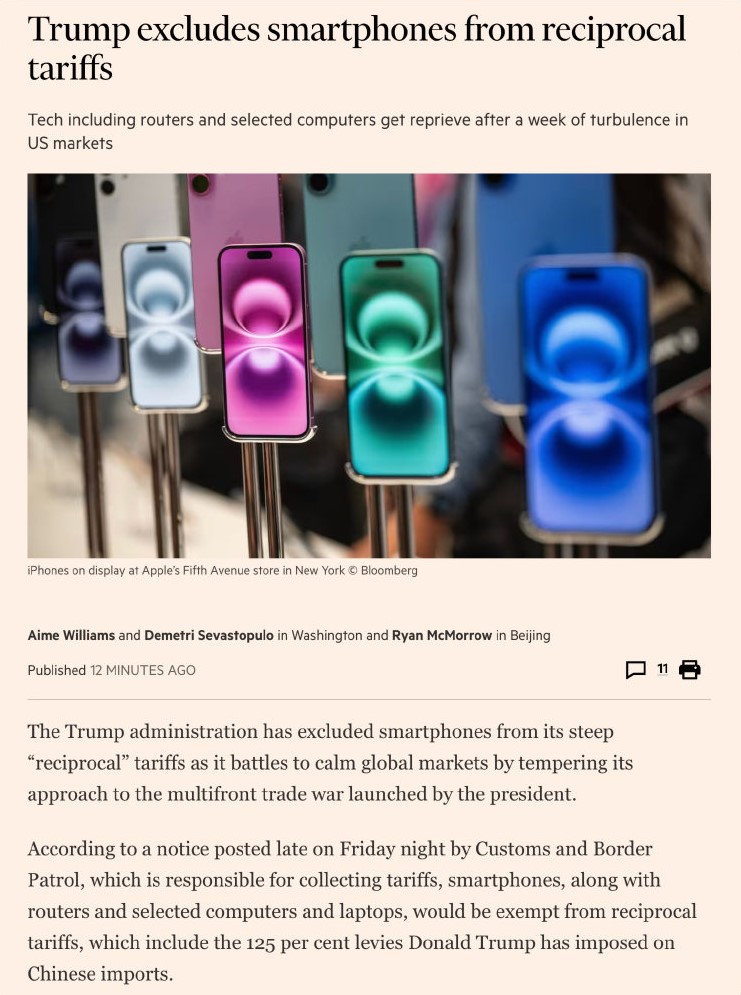 Trump excludes smartphones from reciprocal
tariffs
Tech including routers and selected computers get reprieve after a week of turbulence in
US markets
iPhones on display at Apple's Fifth Avenue store in New York © Bloomberg
Aime Williams and Demetri Sevastopulo in Washington and Ryan McMorrow in Beijing
Published 12 MINUTES AGO
11
The Trump administration has excluded smartphones from its steep
“reciprocal” tariffs as it battles to calm global markets by tempering its
approach to the multifront trade war launched by the president.
According to a notice posted late on Friday night by Customs and Border
Patrol, which is responsible for collecting tariffs, smartphones, along with
routers and selected computers and laptops, would be exempt from reciprocal
tariffs, which include the 125 per cent levies Donald Trump has imposed on
Chinese imports.